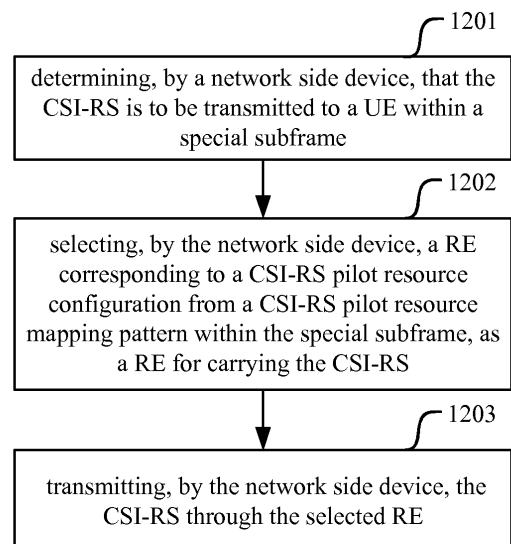 1201
determining, by a network side device, that the
CSI-RS is to be transmitted to a UE within a
special subframe
1202
selecting, by the network side device, a RE
corresponding to a CSI-RS pilot resource
configuration from a CSI-RS pilot resource
mapping pattern within the special subframe, as
a RE for carrying the CSI-RS
1203
transmitting, by the network side device, the
CSI-RS through the selected RE